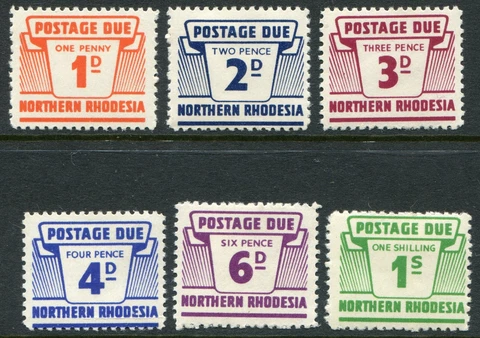 POSTAGE DUE
ONE PENNY
1D
NORTHERN RHODESIA
POSTAGE DUE
TWO PENCE
2D
NORTHERN RHODESIA
POSTAGE DUE
THREE PENCE
3D
NORTHERN RHODESIA
POSTAGE DUE
FOUR PENCE
4D
NORTHERN RHODESIA
POSTAGE DUE
SIX PENCE
6D
NORTHERN RHODESIA
POSTAGE DUE
ONE SHILLING
1S
NORTHERN RHODESIA